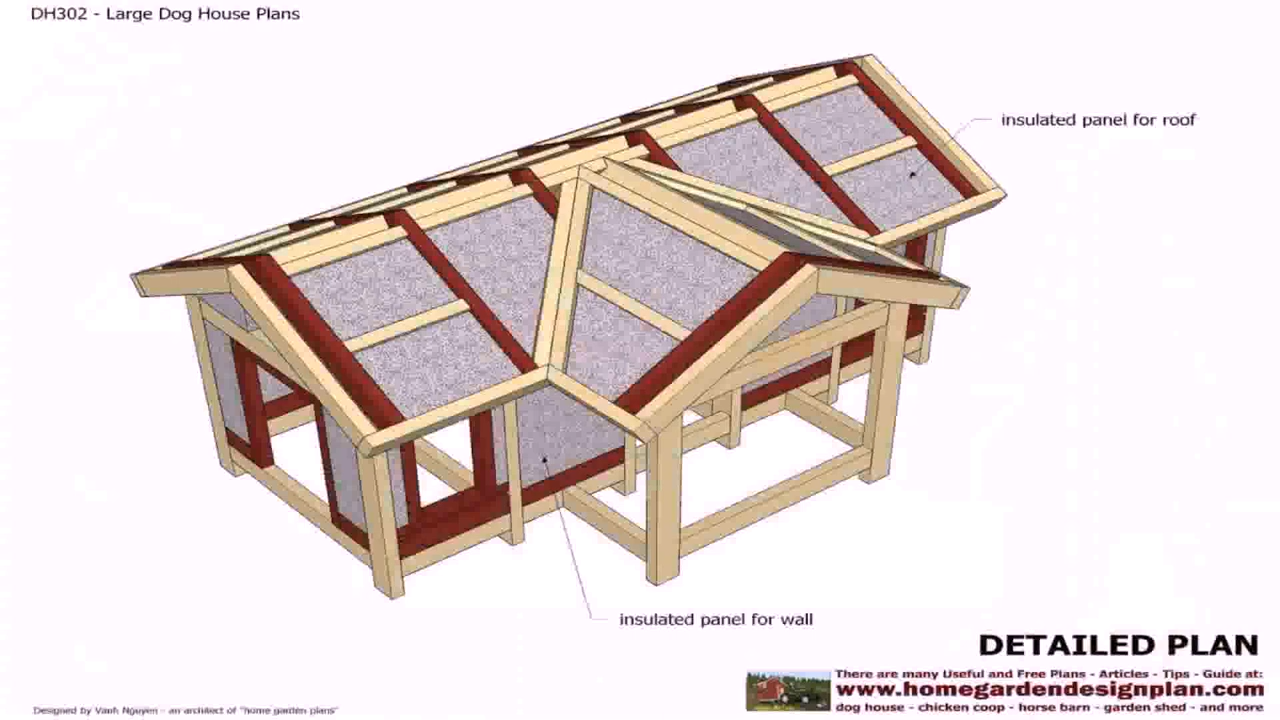 DH302 - Large Dog House Plans
insulated panel for roof
insulated panel for wall
DETAILED PLAN
There are many Useful and Free Plans - Articles - Tips - Guide at:
www.homegardendesignplan.com
dog house - chicken coop - horse barn - garden shed - and more
Designed by Vanh Nguyen - an architect of "home garden plans"